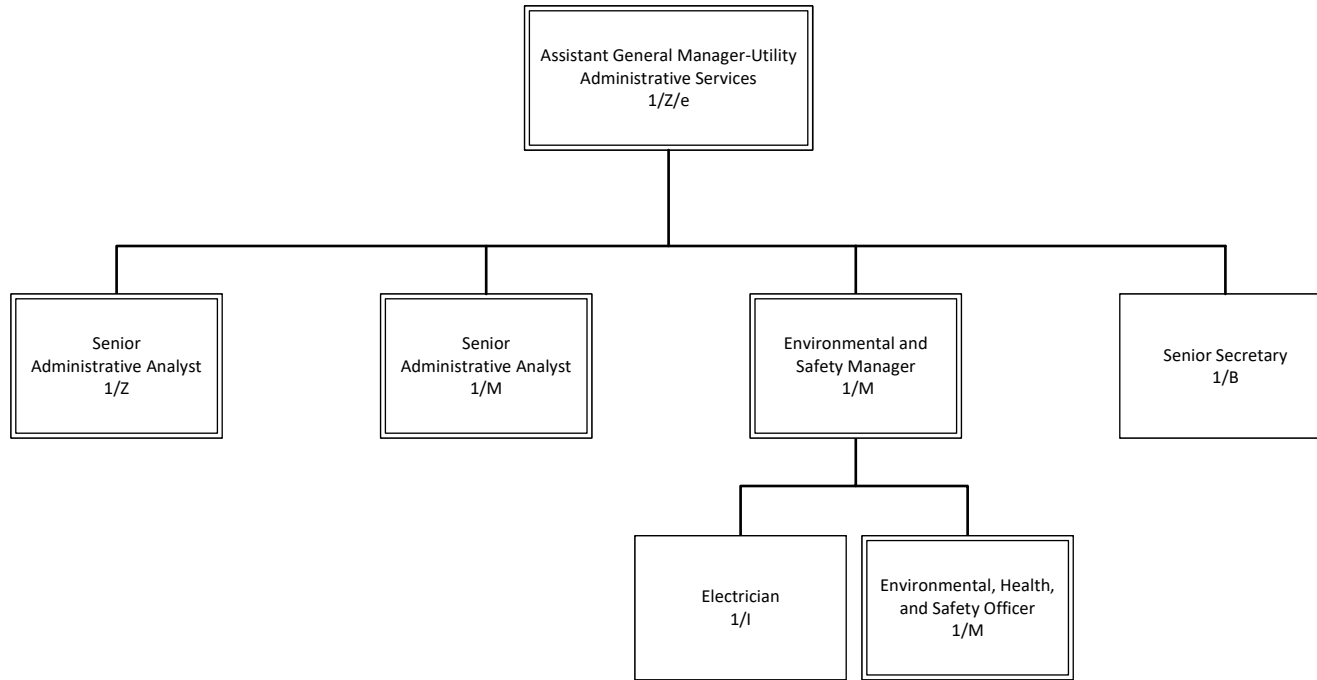 Assistant General Manager-Utility
Administrative Services
1/Z/e
Senior
Administrative Analyst
1/Z
Senior
Administrative Analyst
1/M
Environmental and
Safety Manager
1/M
Senior Secretary
1/B
Electrician
1/I
Environmental, Health,
and Safety Officer
1/M